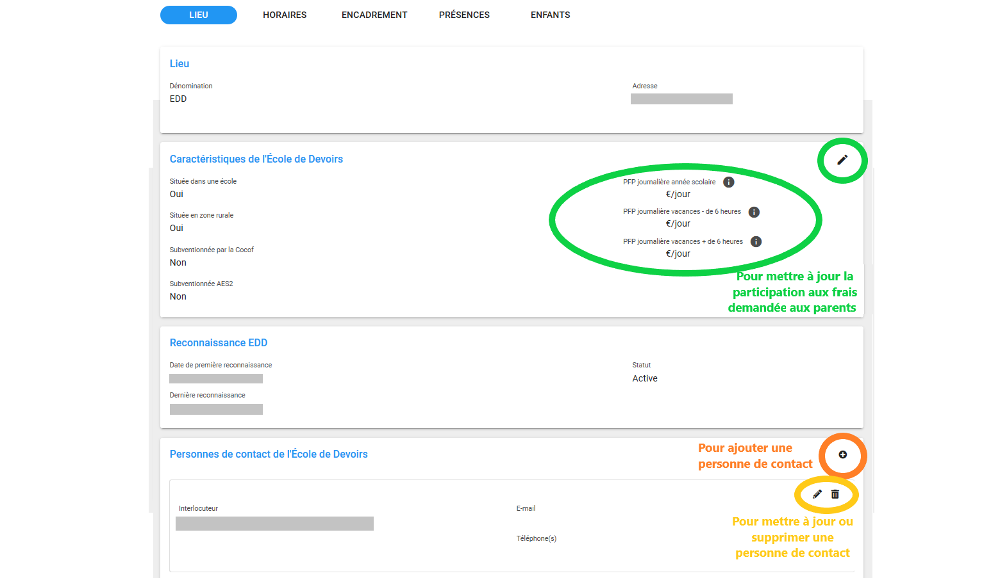 LIEU HORAIRES ENCADREMENT PRÉSENCES ENFANTS
Lieu
Dénomination
EDD
Adresse
Caractéristiques de l'École de Devoirs
Située dans une école
Oui
Située en zone rurale
Oui
Subventionnée par la Cocof
Non
Subventionnée AES2
Non
PFP journalière année scolaire
€/jour
PFP journalière vacances - de 6 heures
€/jour
PFP journalière vacances + de 6 heures
€/jour
Pour mettre à jour la
participation aux frais
demandée aux parents
Reconnaissance EDD
Date de première reconnaissance
Dernière reconnaissance
Statut
Active
Personnes de contact de l'École de Devoirs
Pour ajouter une
personne de contact
Interlocuteur
E-mail
Téléphone(s)
Pour mettre à jour ou
supprimer une
personne de contact